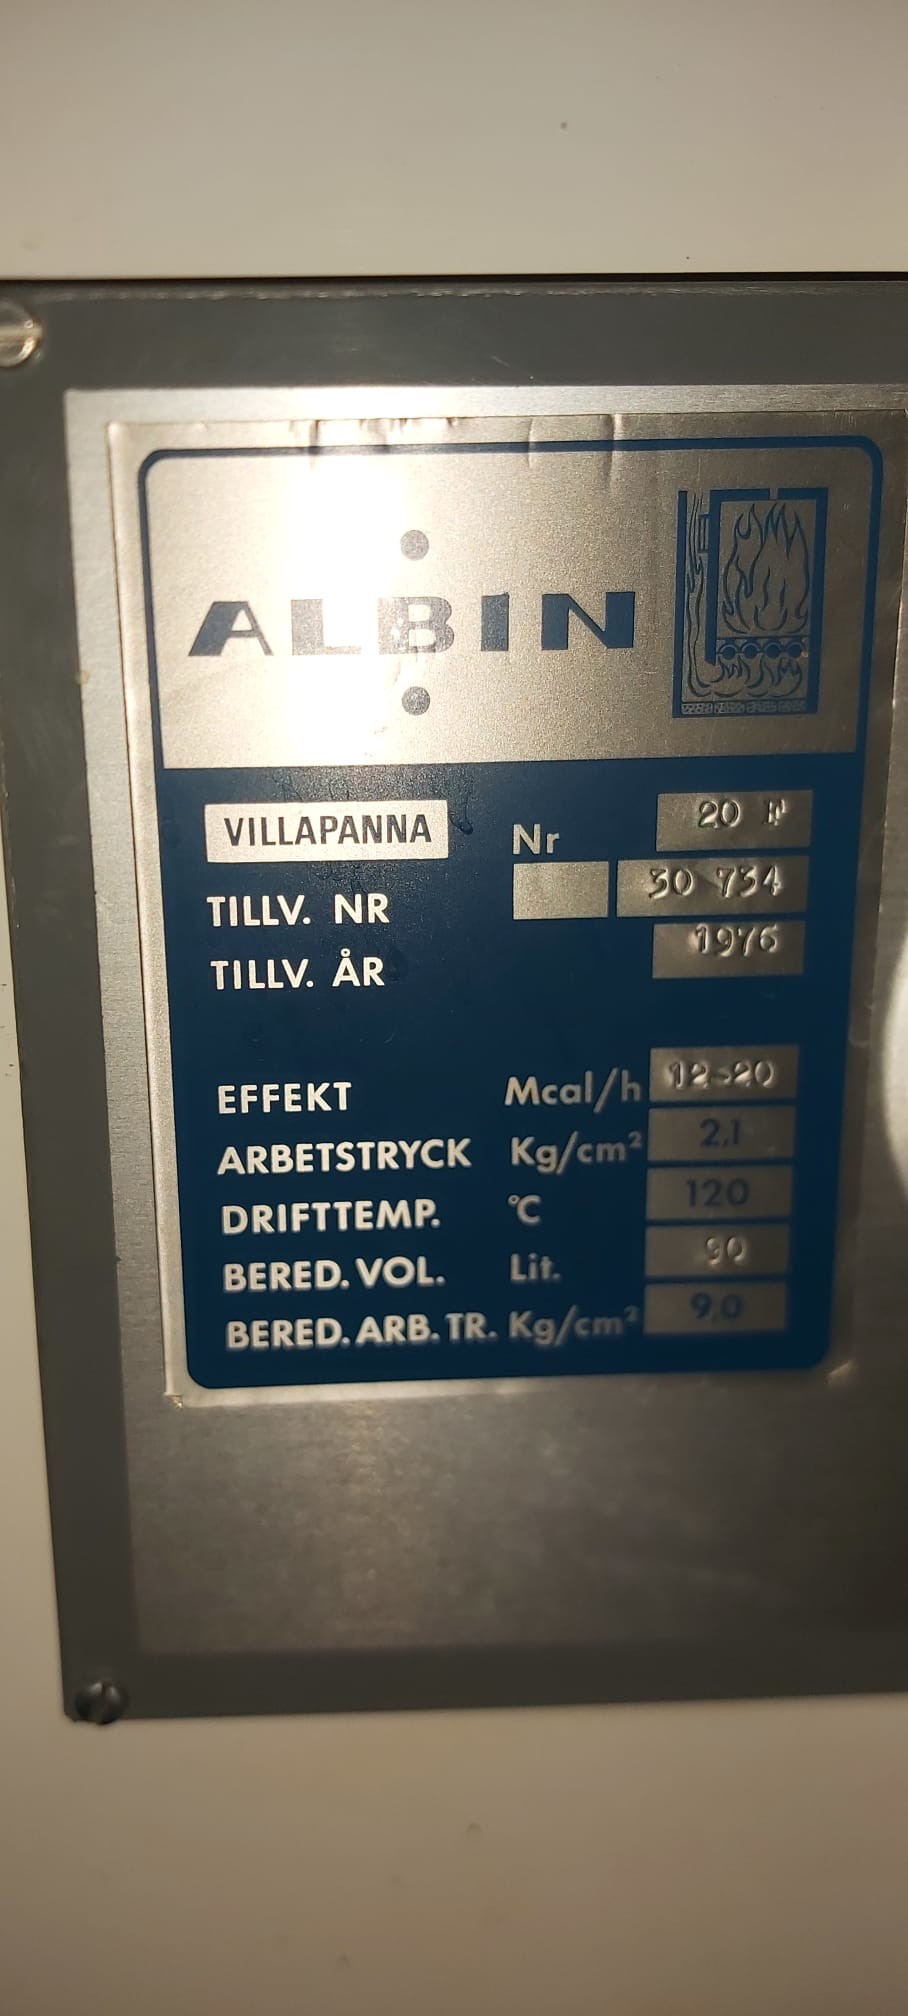 ALBIN
VILLAPANNA Nr 20 F
TILLV. NR 30 734
TILLV. ÅR 1976
EFFEKT Mcal/h 12-20
ARBETSTRYCK Kg/cm² 2,1
DRIFTTEMP. °C 120
BERED. VOL. Lit. 90
BERED. ARB. TR. Kg/cm² 9,0